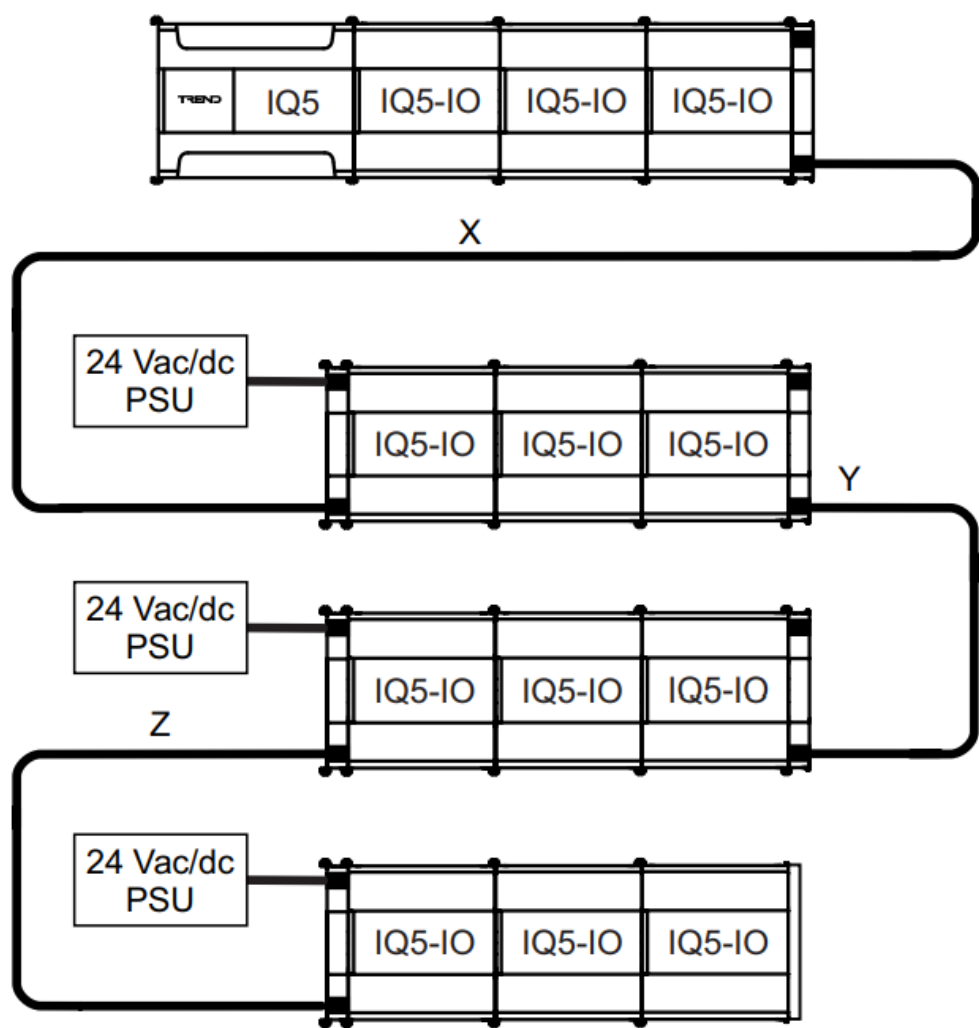 TREND IQ5 IQ5-IO IQ5-IO IQ5-IO
X
24 Vac/dc
PSU
IQ5-IO IQ5-IO IQ5-IO
Y
24 Vac/dc
PSU
IQ5-IO IQ5-IO IQ5-IO
Z
24 Vac/dc
PSU
IQ5-IO IQ5-IO IQ5-IO